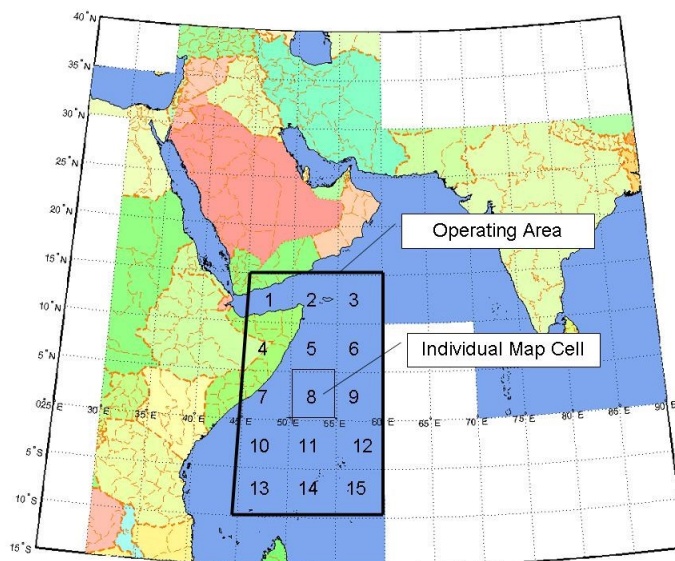 40°N
35°N
30°N
25°N
20°N
15°N
10°N
5°N
0
25°E
30°E
35°E
40°E
45°E
50°E
55°E
60°E
65°E
70°E
75°E
80°E
85°E
90°E
5°S
10°S
15°S
Operating Area
Individual Map Cell
1 2 3
4 5 6
7 8 9
10 11 12
13 14 15